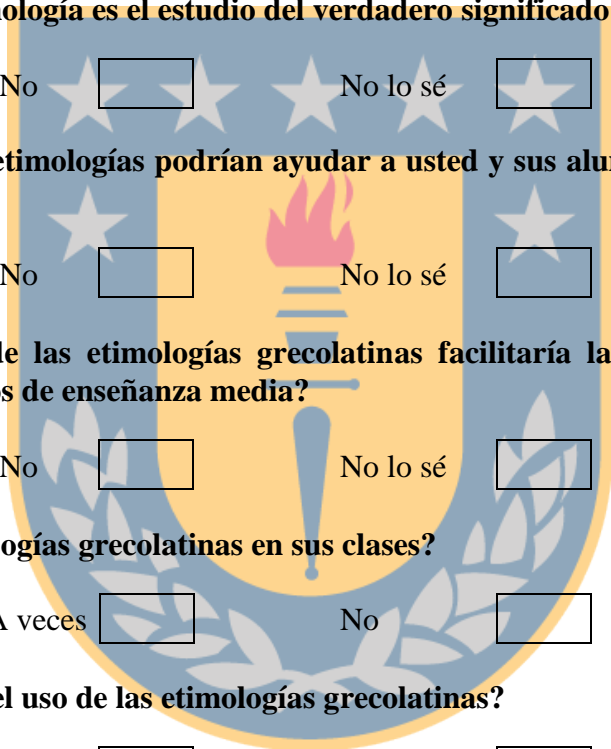 ología es el estudio del verdadero significado
No No lo sé
etimologías podrían ayudar a usted y sus
No No lo sé
de las etimologías grecolatinas facilitaría la
os de enseñanza media?
No No lo sé
ogías grecolatinas en sus clases?
A veces No
el uso de las etimologías grecolatinas?